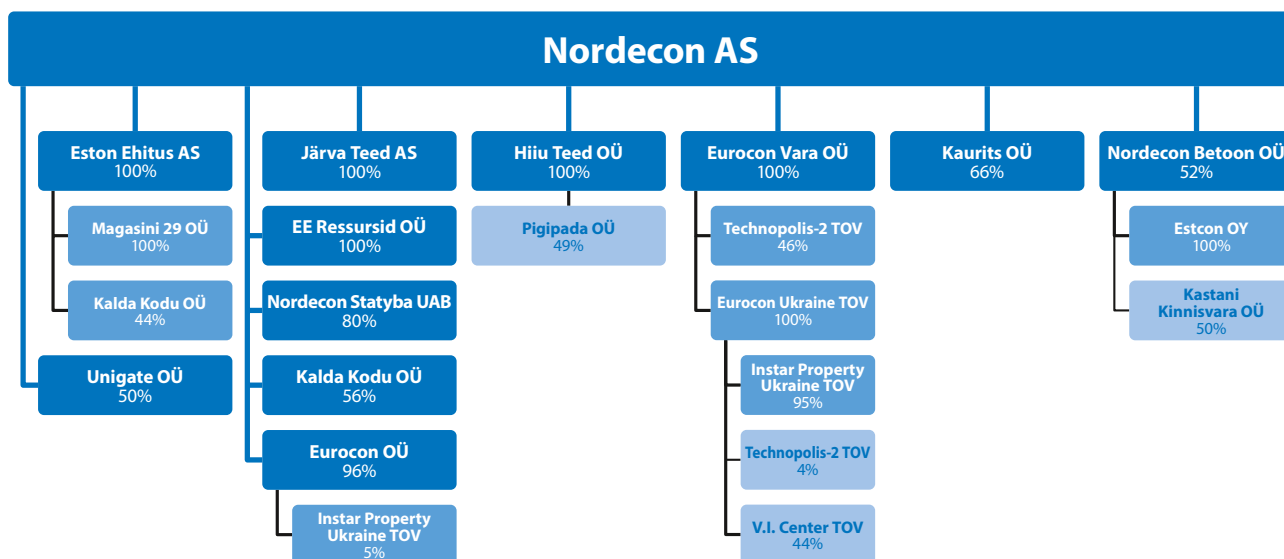 Nordecon AS
Eston Ehitus AS
100%
Magasini 29 OÜ
100%
Kalda Kodu OÜ
44%
Unigate OÜ
50%
Järva Teed AS
100%
EE Ressursid OÜ
100%
Nordecon Statyba UAB
80%
Kalda Kodu OÜ
56%
Eurocon OÜ
96%
Instar Property
Ukraine TOV
5%
Hiiu Teed OÜ
100%
Pigipada OÜ
49%
Eurocon Vara OÜ
100%
Technopolis-2 TOV
46%
Eurocon Ukraine TOV
100%
Instar Property
Ukraine TOV
95%
Technopolis-2 TOV
4%
V.I. Center TOV
44%
Kaurits OÜ
66%
Nordecon Betoon OÜ
52%
Estcon OY
100%
Kastani
Kinnisvara OÜ
50%